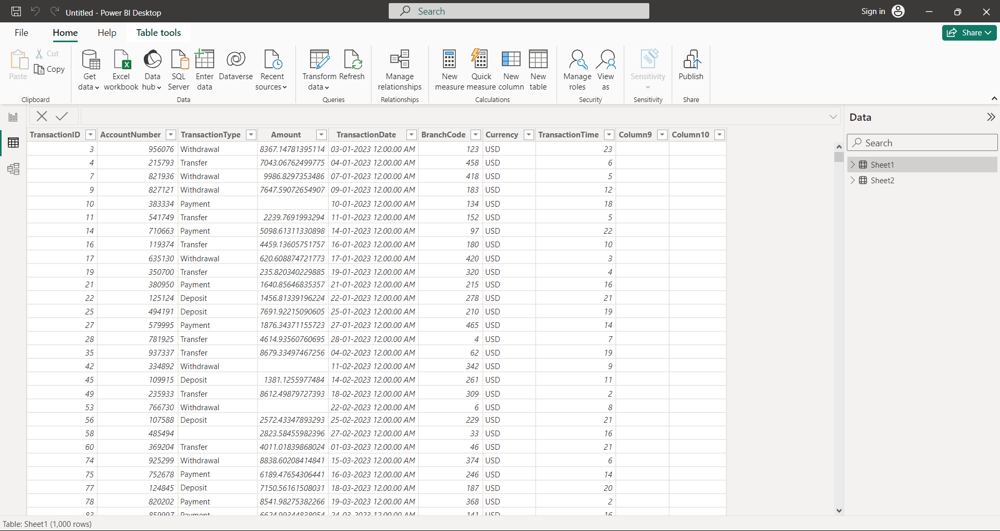 Untitled - Power BI Desktop
Search
Sign in
File
Home
Help
Table tools
Share
Paste
Cut
Copy
Get data
Excel workbook
Data hub
SQL Server
Enter data
Dataverse
Recent sources
Transform data
Refresh
Manage relationships
New measure
Quick measure
New column
New table
Manage roles
View as
Sensitivity
Publish
Clipboard
Data
Queries
Relationships
Calculations
Security
Sensitivity
Share
TransactionID AccountNumber TransactionType Amount TransactionDate BranchCode Currency TransactionTime Column9 Column10
3 956076 Withdrawal 8367.14781395114 03-01-2023 12.00.00 AM 123 USD 23
4 215793 Transfer 7043.06762499775 04-01-2023 12.00.00 AM 458 USD 6
7 821936 Withdrawal 9986.8297353486 07-01-2023 12.00.00 AM 418 USD 5
9 827121 Withdrawal 7647.59072654907 09-01-2023 12.00.00 AM 183 USD 12
10 383334 Payment 10-01-2023 12.00.00 AM 134 USD 18
11 541749 Transfer 2239.7691993294 11-01-2023 12.00.00 AM 152 USD 5
14 710663 Payment 5098.61311330898 14-01-2023 12.00.00 AM 97 USD 22
16 119374 Transfer 4459.13605751757 16-01-2023 12.00.00 AM 180 USD 10
17 635130 Withdrawal 620.608874721773 17-01-2023 12.00.00 AM 420 USD 3
19 350700 Transfer 235.820340229885 19-01-2023 12.00.00 AM 320 USD 4
21 380950 Payment 1640.85646835357 21-01-2023 12.00.00 AM 215 USD 16
22 125124 Deposit 1456.81339196224 22-01-2023 12.00.00 AM 278 USD 21
25 494191 Deposit 7691.92215090605 25-01-2023 12.00.00 AM 210 USD 19
27 579995 Payment 1876.34371155723 27-01-2023 12.00.00 AM 465 USD 14
28 781925 Transfer 4614.93560760695 28-01-2023 12.00.00 AM 4 USD 7
35 937337 Transfer 8679.33497467256 04-02-2023 12.00.00 AM 62 USD 19
42 334892 Withdrawal 11-02-2023 12.00.00 AM 342 USD 9
45 109915 Deposit 1381.1255977484 14-02-2023 12.00.00 AM 261 USD 11
49 235933 Transfer 8612.49879727393 18-02-2023 12.00.00 AM 309 USD 2
53 766730 Withdrawal 22-02-2023 12.00.00 AM 6 USD 8
56 107588 Deposit 2572.43347893293 25-02-2023 12.00.00 AM 229 USD 21
58 485494 2823.58455982396 27-02-2023 12.00.00 AM 33 USD 16
60 369204 Transfer 4011.01839868024 01-03-2023 12.00.00 AM 46 USD 21
74 925299 Withdrawal 8838.60208414841 15-03-2023 12.00.00 AM 374 USD 6
75 752678 Payment 6189.47654306441 16-03-2023 12.00.00 AM 246 USD 14
77 124845 Deposit 7150.56161508031 18-03-2023 12.00.00 AM 187 USD 20
78 820202 Payment 8541.98275382266 19-03-2023 12.00.00 AM 368 USD 2
Data
Search
Sheet1
Sheet2
Table: Sheet1 (1,000 rows)